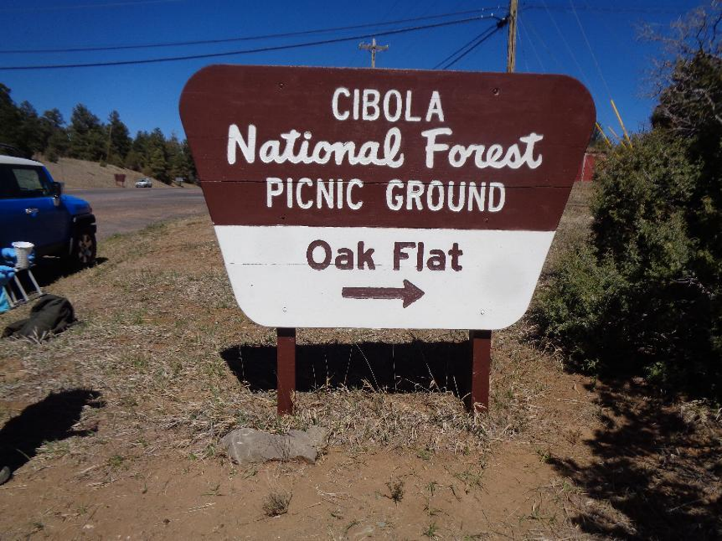 CIBOLA
National Forest
PICNIC GROUND
Oak Flat